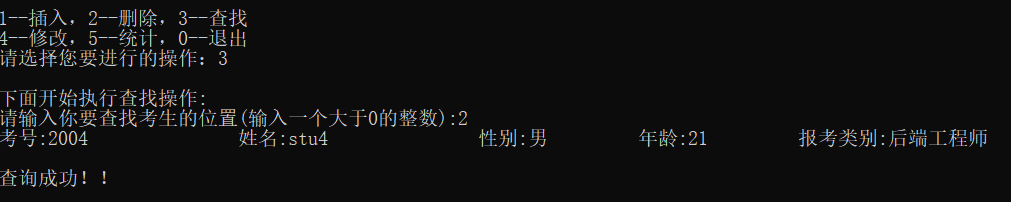 1--插入，2--删除，3--查找
4--修改，5--统计，0--退出
请选择您要进行的操作：3
下面开始执行查找操作:
请输入你要查找考生的位置(输入一个大于0的整数):2
考号:2004 姓名:stu4 性别:男 年龄:21 报考类别:后端工程师
查询成功！！